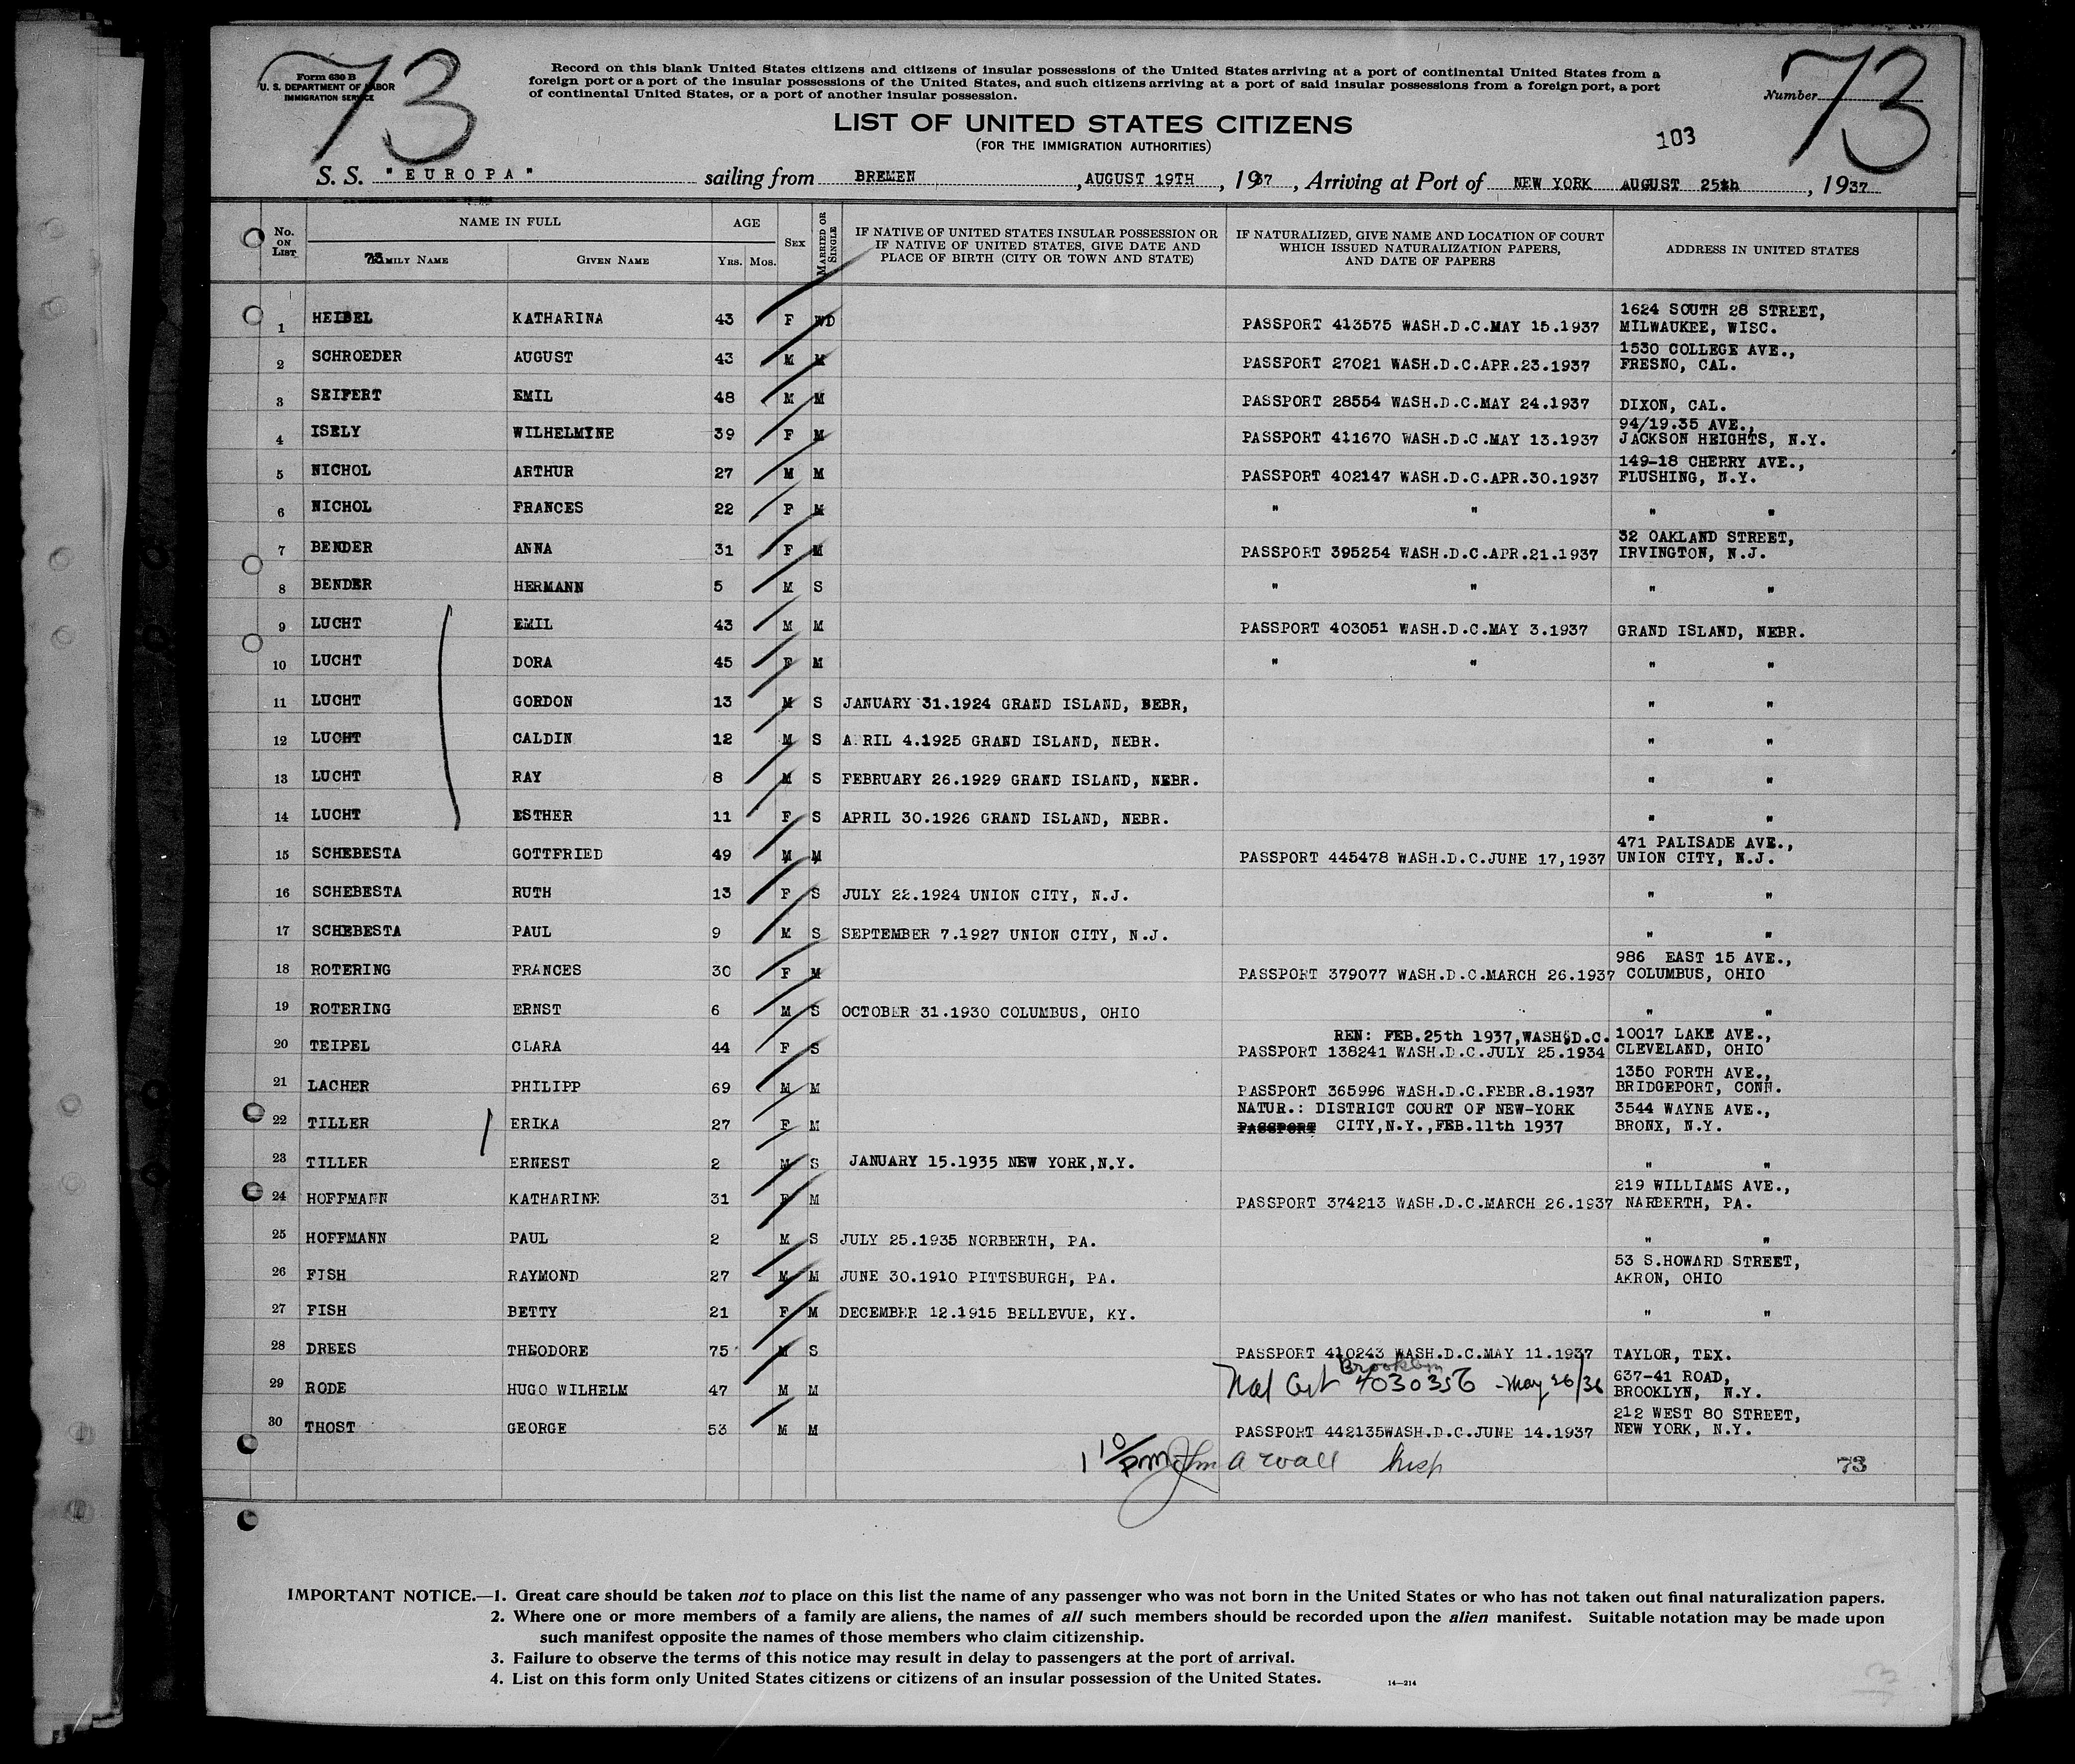 73
73
Form 630 B
U. S. DEPARTMENT OF LABOR
IMMIGRATION SERVICE
Record on this blank United States citizens and citizens of insular possessions of the United States arriving at a port of continental United States from a
foreign port or a port of the insular possessions of the United States, and such citizens arriving at a port of said insular possessions from a foreign port, a port
of continental United States, or a port of another insular possession.
Number
LIST OF UNITED STATES CITIZENS
(FOR THE IMMIGRATION AUTHORITIES)
103
S. S. "EUROPA" sailing from BREMEN, AUGUST 19TH, 1937, Arriving at Port of NEW YORK AUGUST 25th, 1937
No. ON LIST NAME IN FULL AGE SEX MARRIED OR SINGLE IF NATIVE OF UNITED STATES INSULAR POSSESSION OR IF NATIVE OF UNITED STATES, GIVE DATE AND PLACE OF BIRTH (CITY OR TOWN AND STATE) IF NATURALIZED, GIVE NAME AND LOCATION OF COURT WHICH ISSUED NATURALIZATION PAPERS, AND DATE OF PAPERS ADDRESS IN UNITED STATES
73 FAMILY NAME GIVEN NAME YRS. MOS.
1 HEIBEL KATHARINA 43 F WD PASSPORT 413575 WASH.D.C.MAY 15.1937 1624 SOUTH 28 STREET, MILWAUKEE, WISC.
2 SCHROEDER AUGUST 43 M M PASSPORT 27021 WASH.D.C.APR.23.1937 1530 COLLEGE AVE., FRESNO, CAL.
3 SEIFERT EMIL 48 M M PASSPORT 28554 WASH.D.C.MAY 24.1937 DIXON, CAL.
4 ISELY WILHELMINE 39 F M PASSPORT 411670 WASH.D.C.MAY 13.1937 94/19.35 AVE., JACKSON HEIGHTS, N.Y.
5 NICHOL ARTHUR 27 M M PASSPORT 402147 WASH.D.C.APR.30.1937 149-18 CHERRY AVE., FLUSHING, N.Y.
6 NICHOL FRANCES 22 F M " " " "
7 BENDER ANNA 31 F M PASSPORT 395254 WASH.D.C.APR.21.1937 32 OAKLAND STREET, IRVINGTON, N.J.
8 BENDER HERMANN 5 M S " " " "
9 LUCHT EMIL 43 M M PASSPORT 403051 WASH.D.C.MAY 3.1937 GRAND ISLAND, NEBR.
10 LUCHT DORA 45 F M " " " "
11 LUCHT GORDON 13 M S JANUARY 31.1924 GRAND ISLAND, BEBR, " "
12 LUCHT CALDIN 12 M S A RIL 4.1925 GRAND ISLAND, NEBR. " "
13 LUCHT RAY 8 M S FEBRUARY 26.1929 GRAND ISLAND, NEBR. " "
14 LUCHT ESTHER 11 F S APRIL 30.1926 GRAND ISLAND, NEBR. " "
15 SCHEBESTA GOTTFRIED 49 M M PASSPORT 445478 WASH.D.C.JUNE 17,1937 471 PALISADE AVE., UNION CITY, N.J.
16 SCHEBESTA RUTH 13 F S JULY 22.1924 UNION CITY, N.J. " "
17 SCHEBESTA PAUL 9 M S SEPTEMBER 7.1927 UNION CITY, N.J. " "
18 ROTERING FRANCES 30 F M PASSPORT 379077 WASH.D.C.MARCH 26.1937 986 EAST 15 AVE., COLUMBUS, OHIO
19 ROTERING ERNST 6 M S OCTOBER 31.1930 COLUMBUS, OHIO " "
20 TEIPEL CLARA 44 F S REN: FEB.25th 1937,WASH.D.C. PASSPORT 138241 WASH.D.C.JULY 25.1934 10017 LAKE AVE., CLEVELAND, OHIO
21 LACHER PHILIPP 69 M M PASSPORT 365996 WASH.D.C.FEBR.8.1937 1350 FORTH AVE., BRIDGEPORT, CONN.
22 TILLER ERIKA 27 F M NATUR.: DISTRICT COURT OF NEW-YORK PASSPORT CITY,N.Y.,FEB.11th 1937 3544 WAYNE AVE., BRONX, N.Y.
23 TILLER ERNEST 2 M S JANUARY 15.1935 NEW YORK,N.Y. " "
24 HOFFMANN KATHARINE 31 F M PASSPORT 374213 WASH.D.C.MARCH 26.1937 219 WILLIAMS AVE., NARBERTH, PA.
25 HOFFMANN PAUL 2 M S JULY 25.1935 NORBERTH, PA. " "
26 FISH RAYMOND 27 M M JUNE 30.1910 PITTSBURGH, PA. 53 S.HOWARD STREET, AKRON, OHIO
27 FISH BETTY 21 F M DECEMBER 12.1915 BELLEVUE, KY. " "
28 DREES THEODORE 75 M S PASSPORT 410243 WASH.D.C.MAY 11.1937 TAYLOR, TEX.
29 RODE HUGO WILHELM 47 M M Brooklyn Nat Cert 4030356 - May 26/36 637-41 ROAD, BROOKLYN, N.Y.
30 THOST GEORGE 53 M M PASSPORT 442135WASH.D.C.JUNE 14.1937 212 WEST 80 STREET, NEW YORK, N.Y.
1 10/pm John A Wall Insp 73
IMPORTANT NOTICE.—1. Great care should be taken not to place on this list the name of any passenger who was not born in the United States or who has not taken out final naturalization papers.
2. Where one or more members of a family are aliens, the names of all such members should be recorded upon the alien manifest. Suitable notation may be made upon
such manifest opposite the names of those members who claim citizenship.
3. Failure to observe the terms of this notice may result in delay to passengers at the port of arrival.
4. List on this form only United States citizens or citizens of an insular possession of the United States. 14—214